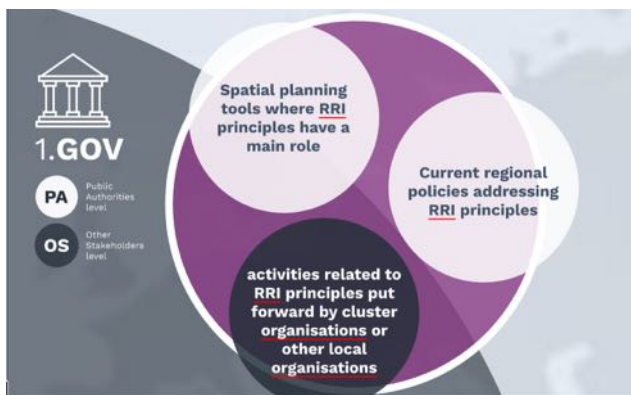 1.GOV
PA
Public
Authorities
level
OS
Other
Stakeholders
level
Spatial planning
tools where RRI
principles have a
main role
Current regional
policies addressing
RRI principles
activities related to
RRI principles put
forward by cluster
organisations or
other local
organisations